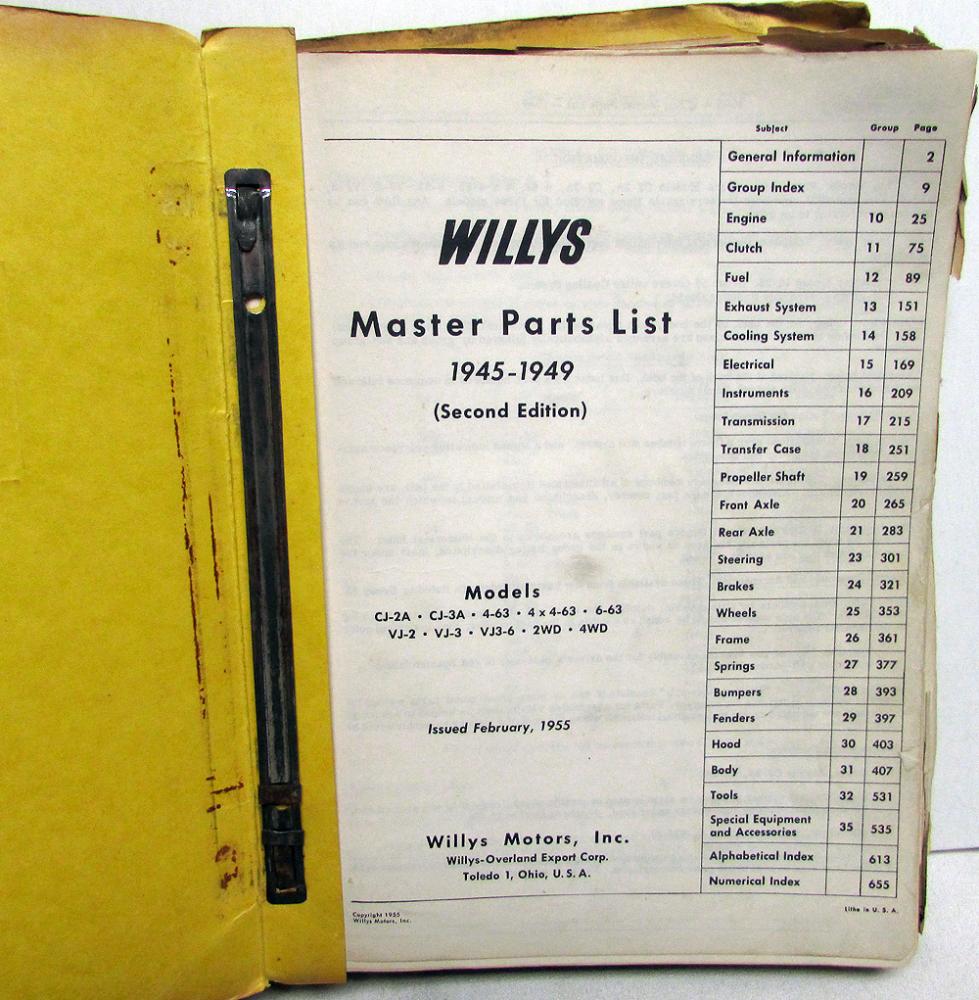 WILLYS
Master Parts List
1945-1949
(Second Edition)
Models
CJ-2A • CJ-3A • 4-63 • 4 x 4-63 • 6-63
VJ-2 • VJ-3 • VJ3-6 • 2WD • 4WD
Issued February, 1955
Willys Motors, Inc.
Willys-Overland Export Corp.
Toledo 1, Ohio, U.S.A.
Copyright 1955
Willys Motors, Inc.
Subject Group Page
General Information 2
Group Index 9
Engine 10 25
Clutch 11 75
Fuel 12 89
Exhaust System 13 151
Cooling System 14 158
Electrical 15 169
Instruments 16 209
Transmission 17 215
Transfer Case 18 251
Propeller Shaft 19 259
Front Axle 20 265
Rear Axle 21 283
Steering 23 301
Brakes 24 321
Wheels 25 353
Frame 26 361
Springs 27 377
Bumpers 28 393
Fenders 29 397
Hood 30 403
Body 31 407
Tools 32 531
Special Equipment
and Accessories 35 535
Alphabetical Index 613
Numerical Index 655
Litho in U. S. A.